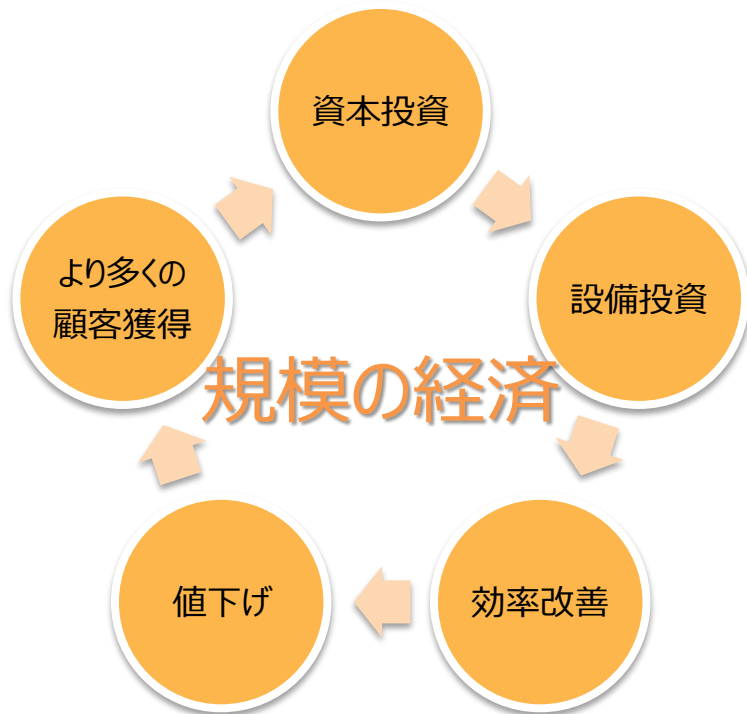 資本投資
設備投資
効率改善
値下げ
より多くの
顧客獲得
規模の経済